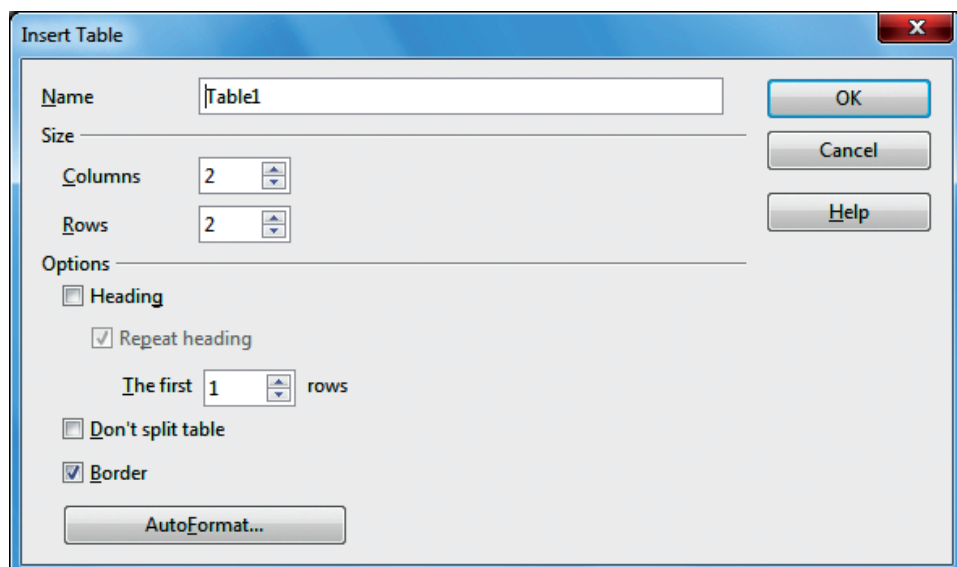 Insert Table
Name Table1 OK
Size
Cancel
Columns 2
Help
Rows 2
Options
Heading
Repeat heading
The first 1 rows
Don't split table
Border
AutoFormat...